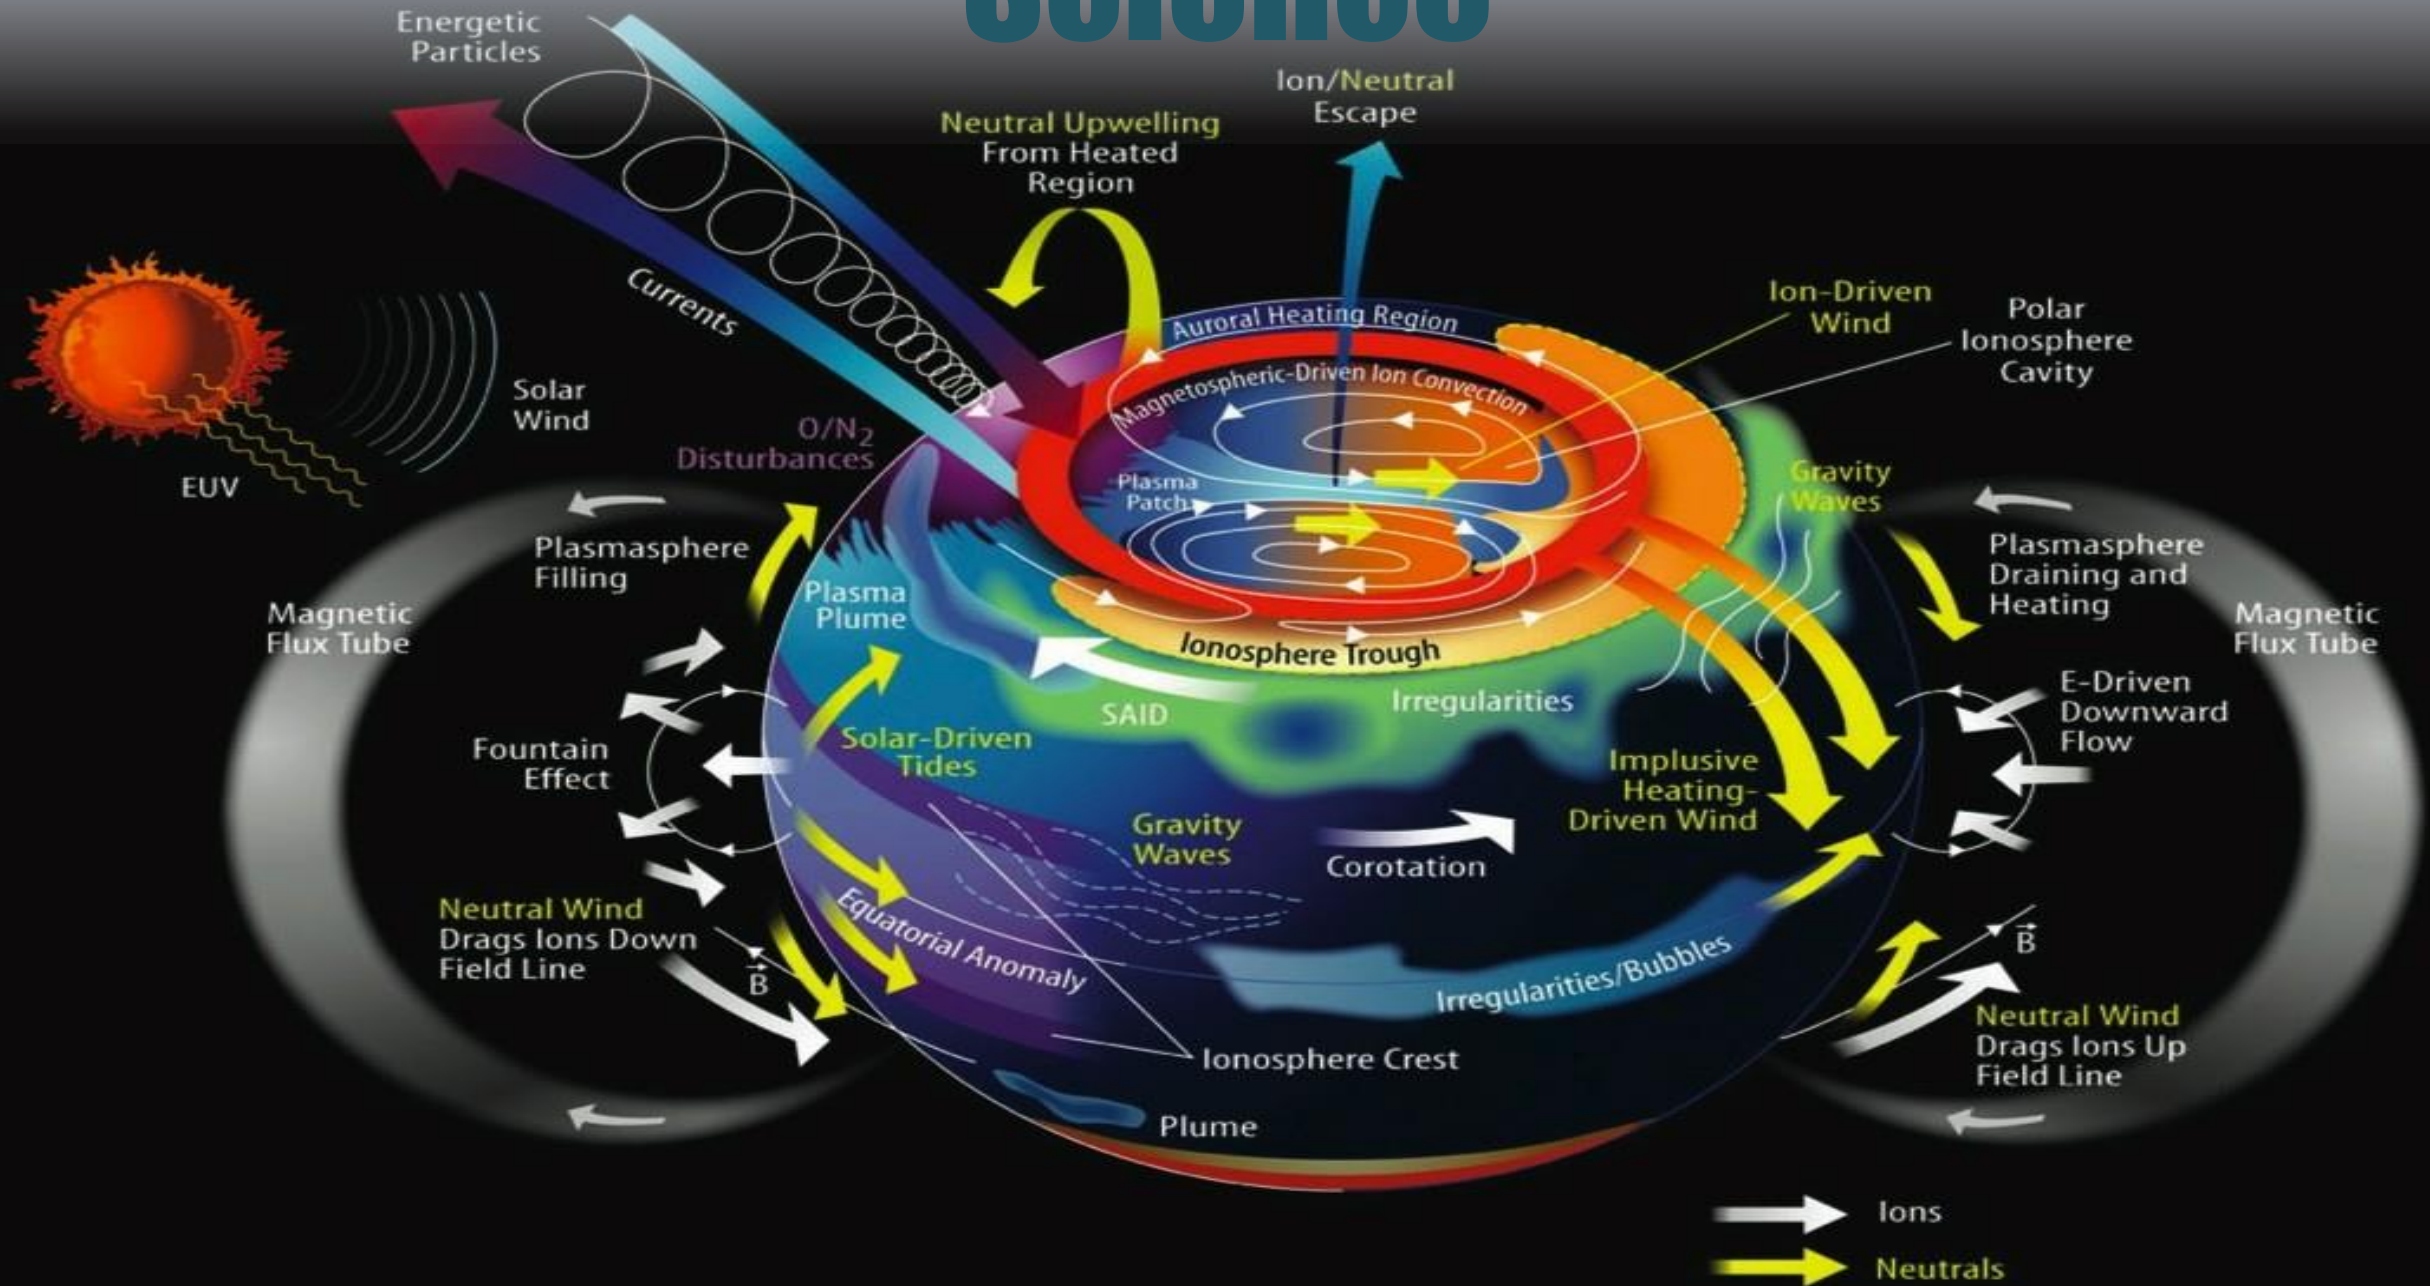 Science
Energetic
Particles
Ion/Neutral
Escape
Neutral Upwelling
From Heated
Region
Currents
Solar
Wind
EUV
Auroral Heating Region
Magnetospheric-Driven Ion Convection
Ion-Driven
Wind
Polar
Ionosphere
Cavity
O/N2
Disturbances
Plasma
Patch
Gravity
Waves
Plasmasphere
Filling
Plasmasphere
Draining and
Heating
Magnetic
Flux Tube
Plasma
Plume
Magnetic
Flux Tube
Ionosphere Trough
SAID
Irregularities
E-Driven
Downward
Flow
Fountain
Effect
Solar-Driven
Tides
Implusive
Heating-
Driven Wind
Gravity
Waves
Corotation
Neutral Wind
Drags Ions Down
Field Line
B
Equatorial Anomaly
Irregularities/Bubbles
B
Neutral Wind
Drags Ions Up
Field Line
Ionosphere Crest
Plume
Ions
Neutrals